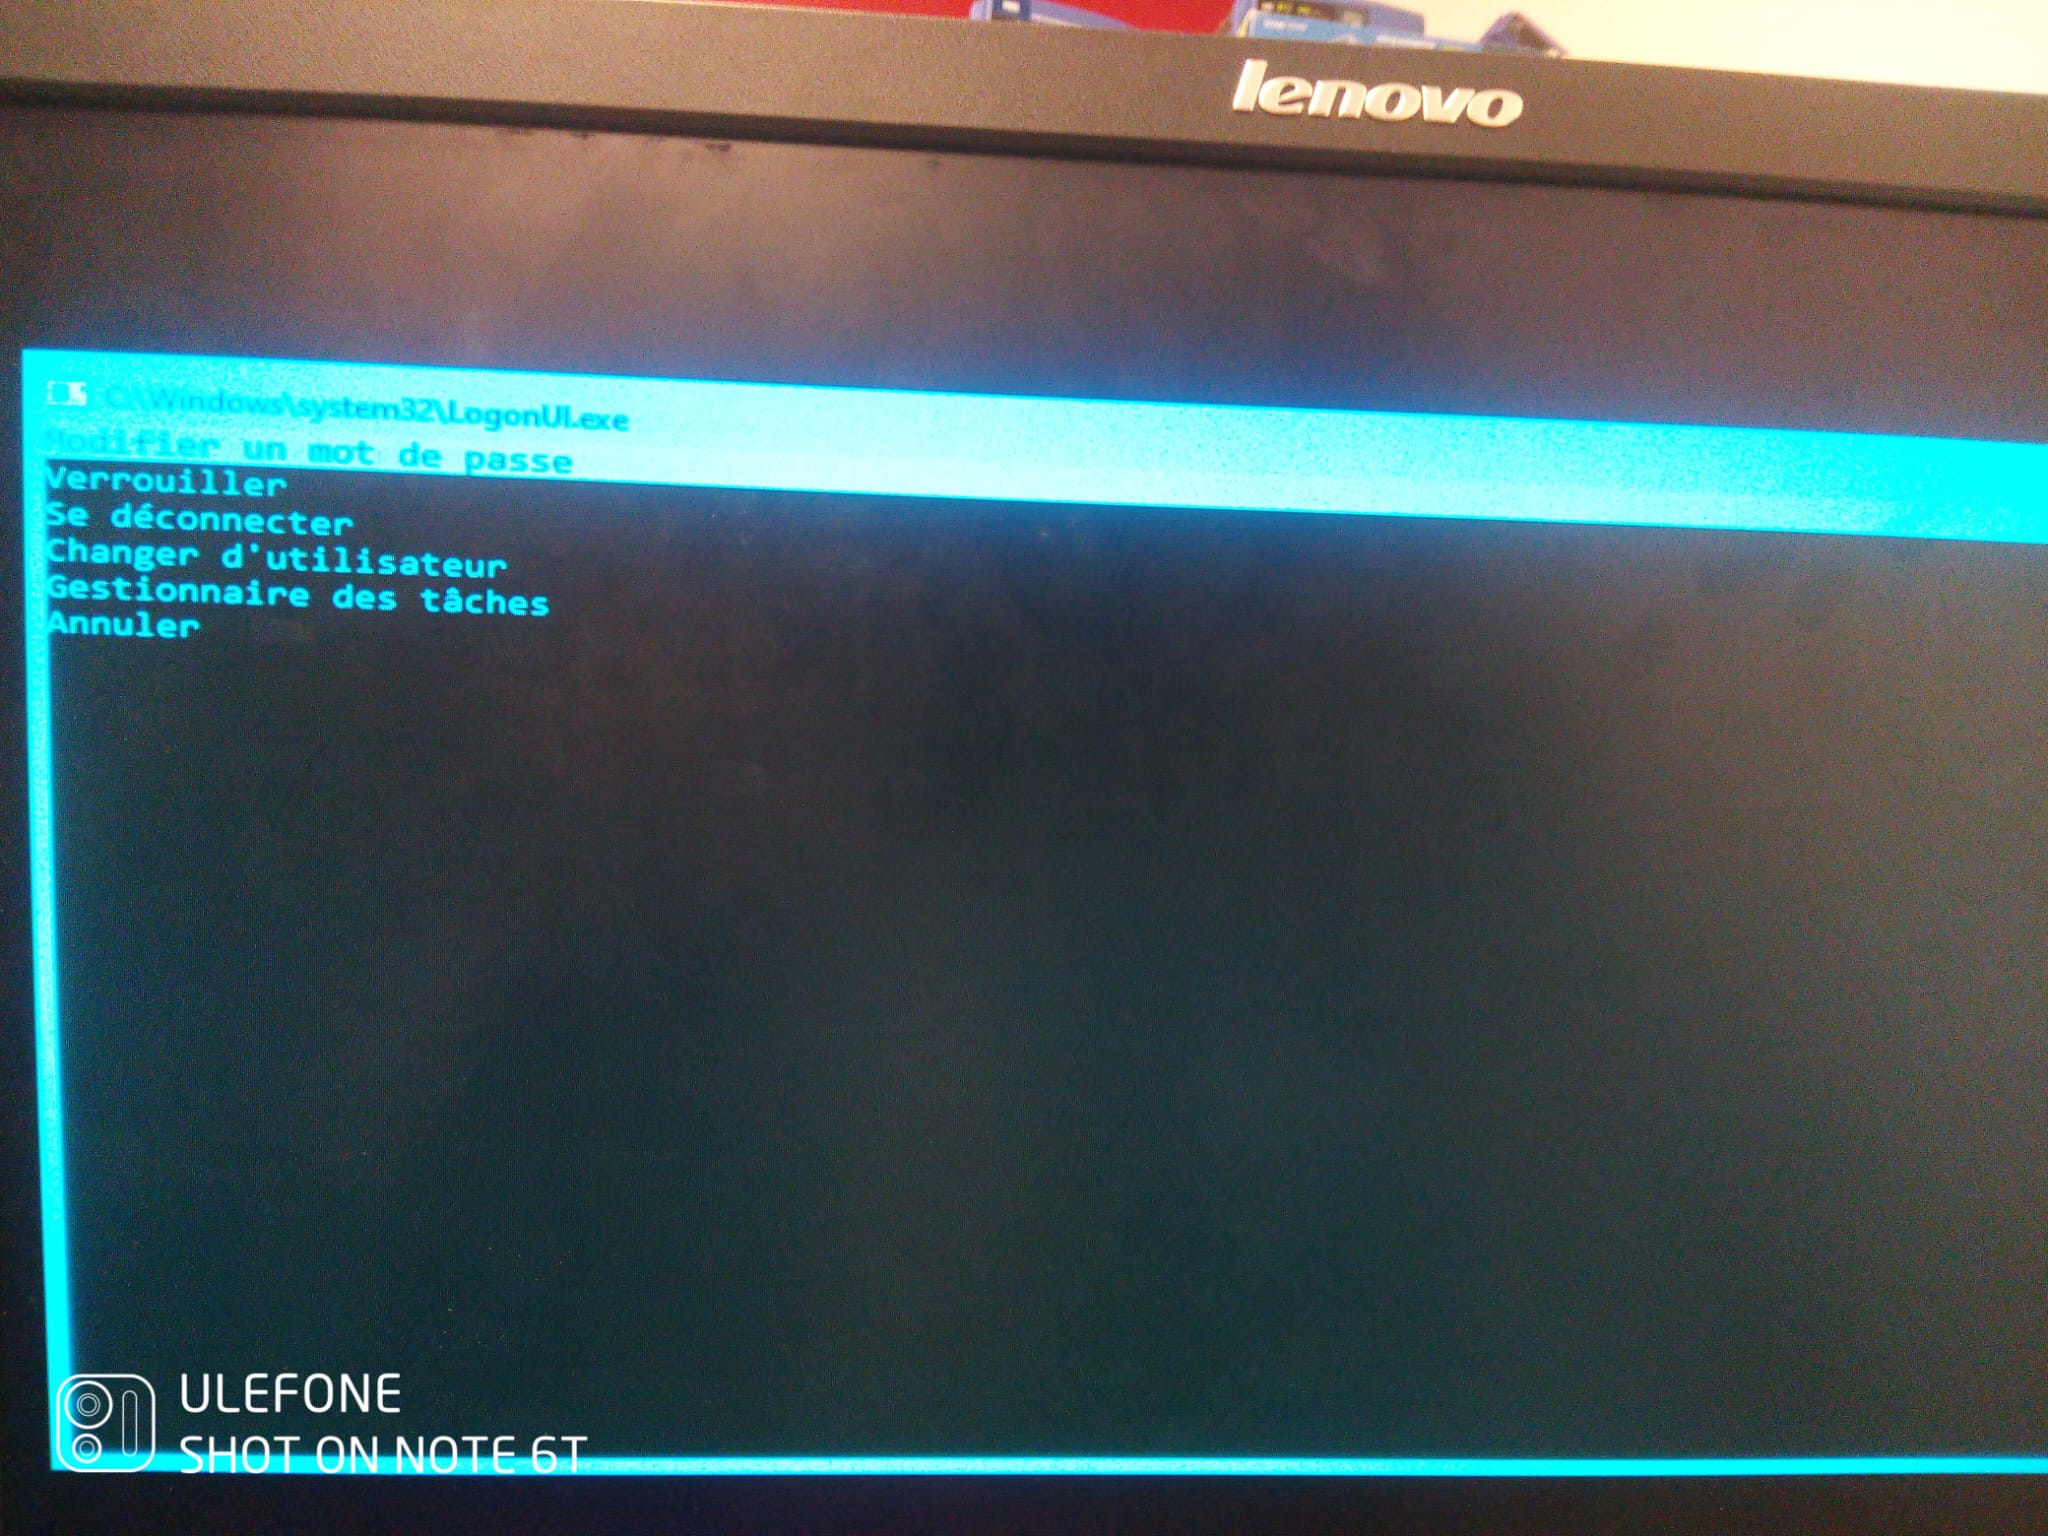 lenovo
C:\Windows\system32\LogonUI.exe
Modifier un mot de passe
Verrouiller
Se déconnecter
Changer d'utilisateur
Gestionnaire des tâches
Annuler
ULEFONE
SHOT ON NOTE 6T